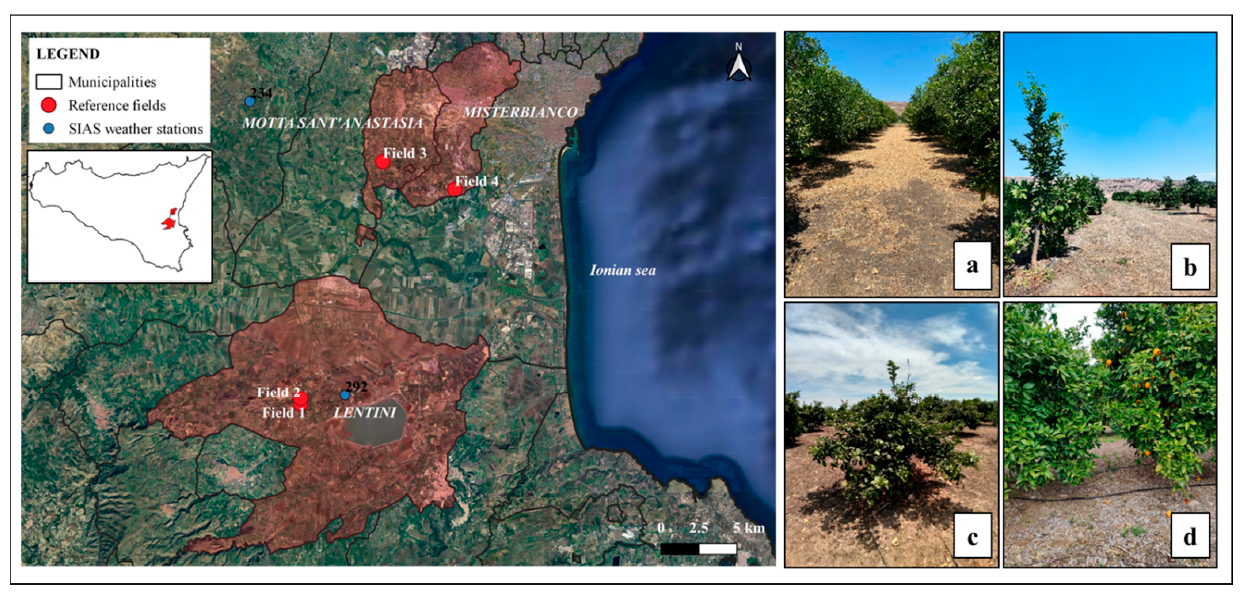 LEGEND
Municipalities
Reference fields
SIAS weather stations
N
234
MOTTA SANT'ANASTASIA
MISTERBIANCO
Field 3
Field 4
Ionian sea
Field 2
Field 1
292
LENTINI
0 2.5 5 km
a
b
c
d